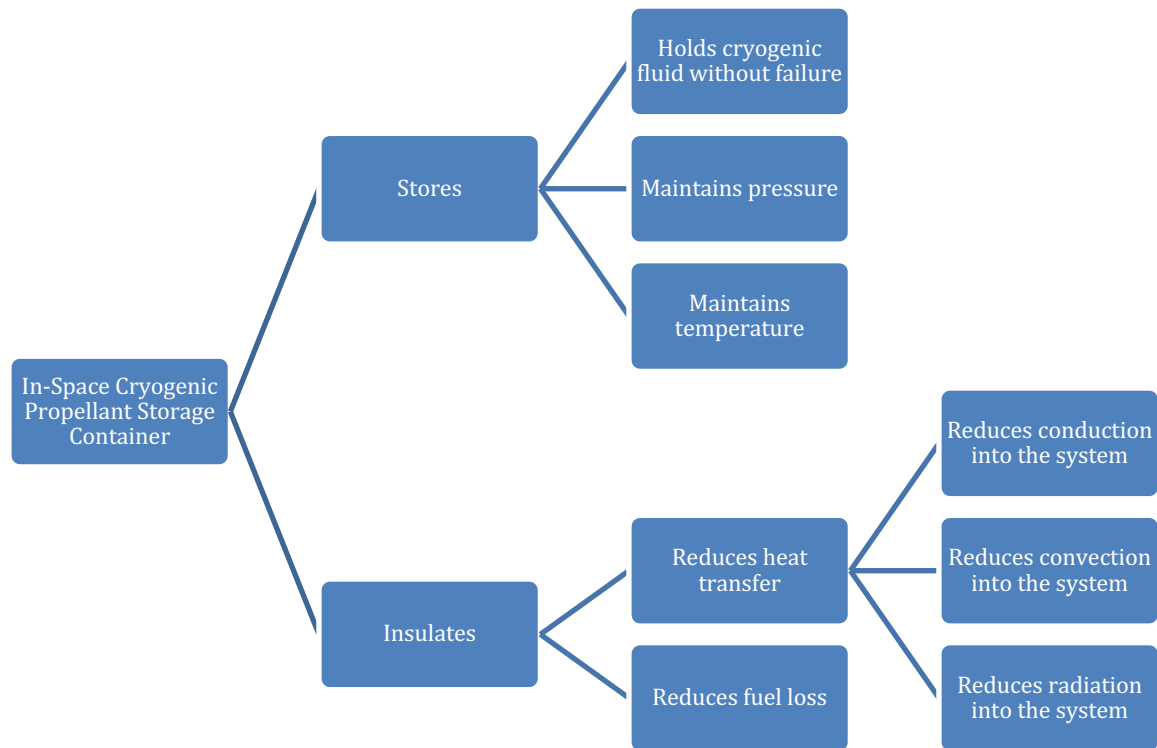 In-Space Cryogenic
Propellant Storage
Container
Stores
Holds cryogenic
fluid without failure
Maintains pressure
Maintains
temperature
Insulates
Reduces heat
transfer
Reduces conduction
into the system
Reduces convection
into the system
Reduces radiation
into the system
Reduces fuel loss